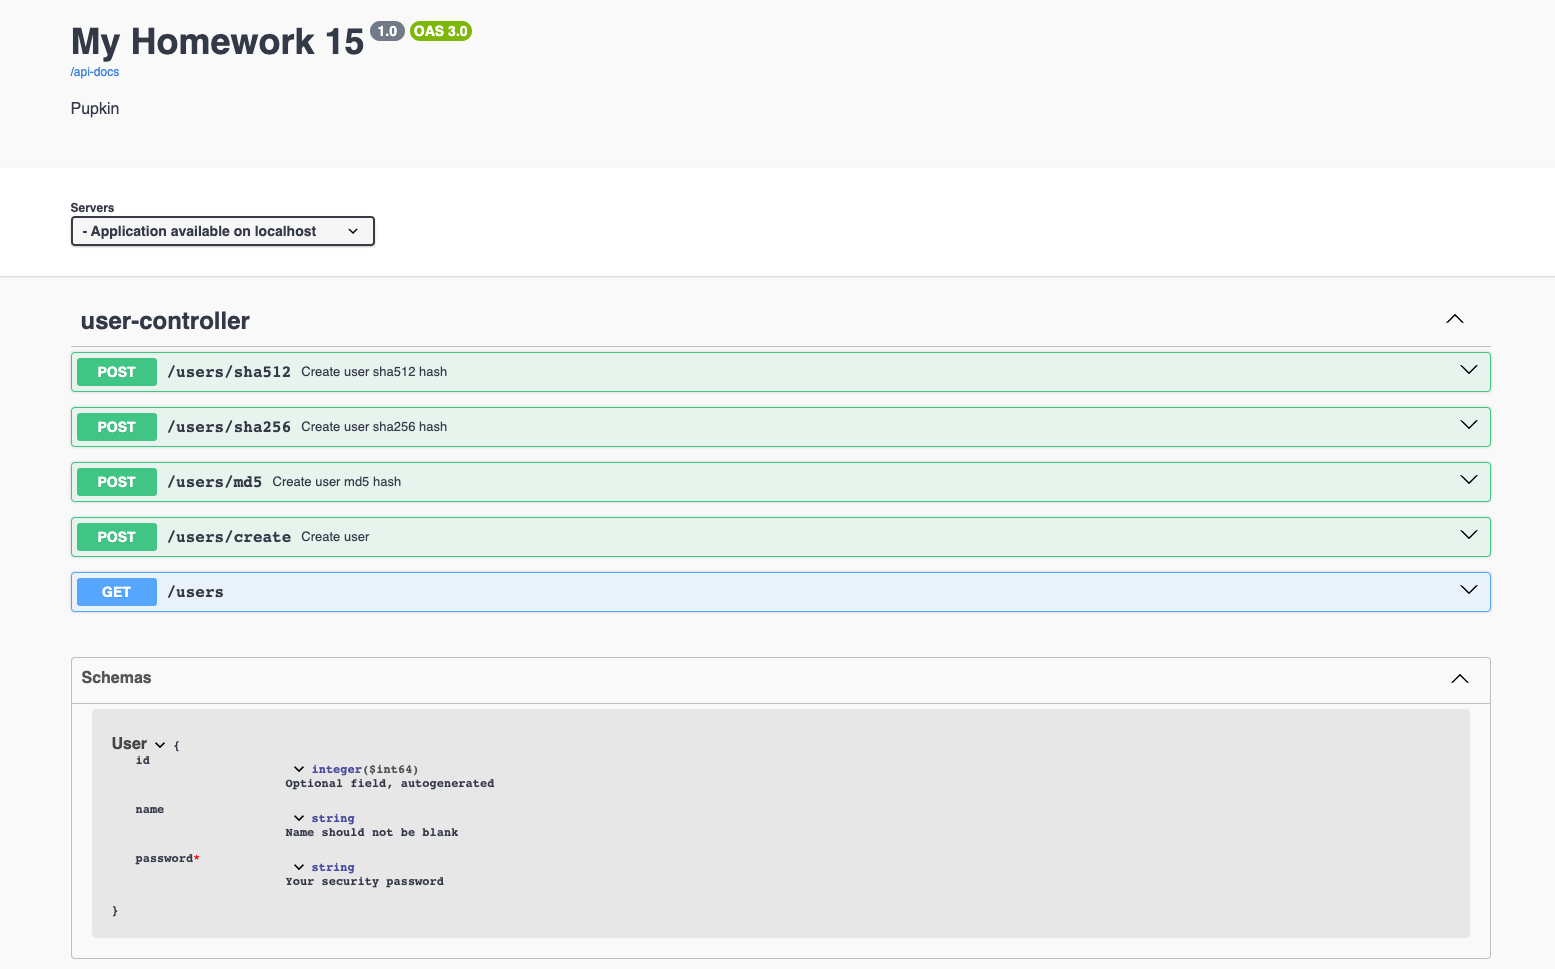 My Homework 15 1.0 OAS 3.0
/api-docs
Pupkin
Servers
- Application available on localhost
user-controller
POST /users/sha512 Create user sha512 hash
POST /users/sha256 Create user sha256 hash
POST /users/md5 Create user md5 hash
POST /users/create Create user
GET /users
Schemas
User {
id
integer($int64)
Optional field, autogenerated
name
string
Name should not be blank
password*
string
Your security password
}